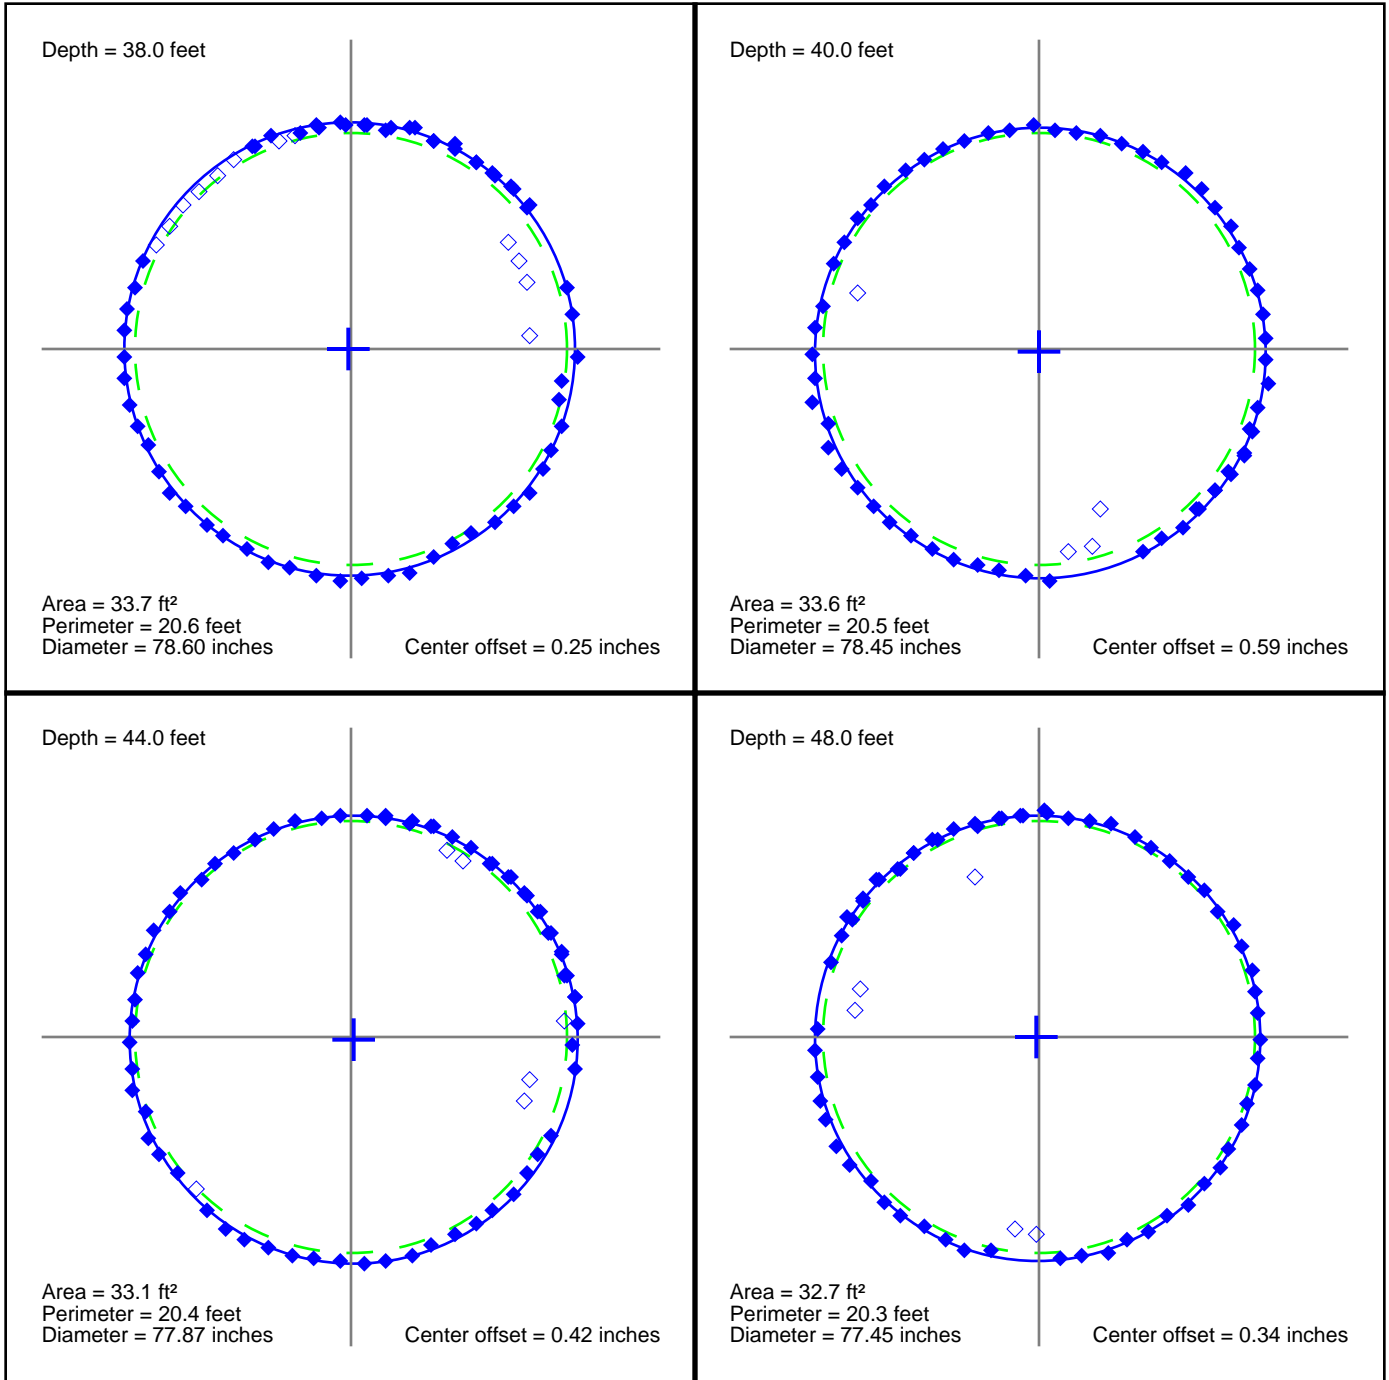 Depth = 38.0 feet
Area = 33.7 ft²
Perimeter = 20.6 feet
Diameter = 78.60 inches
Center offset = 0.25 inches
Depth = 40.0 feet
Area = 33.6 ft²
Perimeter = 20.5 feet
Diameter = 78.45 inches
Center offset = 0.59 inches
Depth = 44.0 feet
Area = 33.1 ft²
Perimeter = 20.4 feet
Diameter = 77.87 inches
Center offset = 0.42 inches
Depth = 48.0 feet
Area = 32.7 ft²
Perimeter = 20.3 feet
Diameter = 77.45 inches
Center offset = 0.34 inches